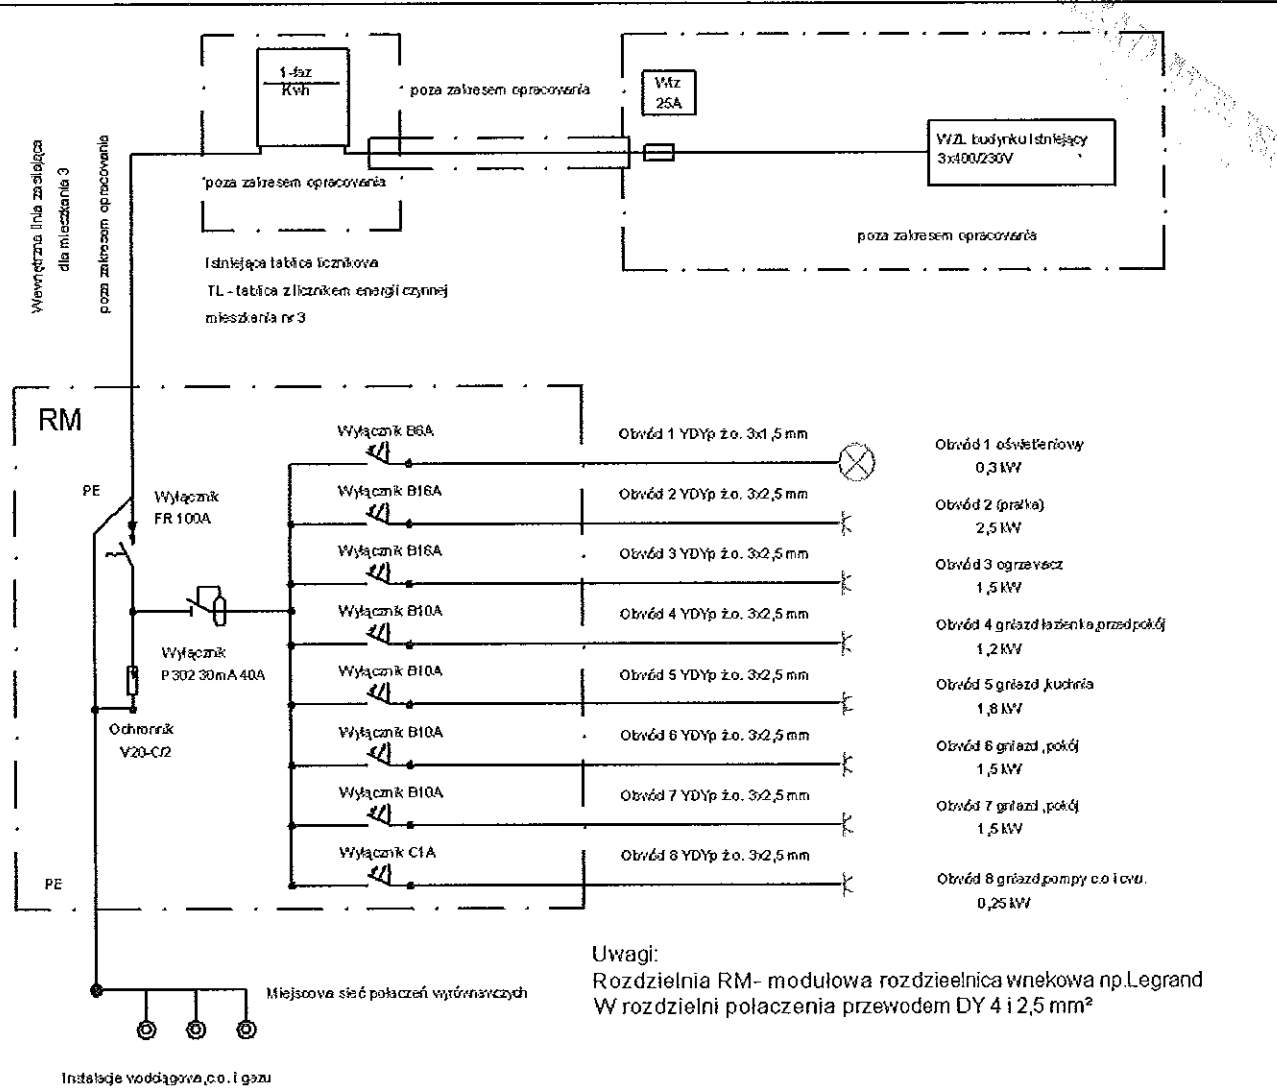 1-faz
Kwh
poza zakresem opracowania
Wtz
25A
WZL budynku Istniejący
3x400/230V
poza zakresem opracowania
poza zakresem opracowania
Wewnętrzna linia zasilająca
dla mieszkania 3
poza zakresem opracowania
Istniejąca tablica licznikowa
TL - tablica z licznikem energii czynnej
mieszkania nr 3
RM
PE
Wyłącznik
FR 100A
Wyłącznik
P 302 30mA 40A
Ochronnik
V20-C/2
PE
Wyłącznik B6A
Obwód 1 YDYp ż.o. 3x1,5 mm
Obwód 1 oświetleniowy
0,3 kW
Wyłącznik B16A
Obwód 2 YDYp ż.o. 3x2,5 mm
Obwód 2 (pralka)
2,5 kW
Wyłącznik B16A
Obwód 3 YDYp ż.o. 3x2,5 mm
Obwód 3 ogrzewacz
1,5 kW
Wyłącznik B10A
Obwód 4 YDYp ż.o. 3x2,5 mm
Obwód 4 gniazd łazienka,przedpokój
1,2 kW
Wyłącznik B10A
Obwód 5 YDYp ż.o. 3x2,5 mm
Obwód 5 gniazd ,kuchnia
1,8 kW
Wyłącznik B10A
Obwód 6 YDYp ż.o. 3x2,5 mm
Obwód 6 gniazd ,pokój
1,5 kW
Wyłącznik B10A
Obwód 7 YDYp ż.o. 3x2,5 mm
Obwód 7 gniazd ,pokój
1,5 kW
Wyłącznik C1A
Obwód 8 YDYp ż.o. 3x2,5 mm
Obwód 8 gniazd,pompy c.o i cwu.
0,25 kW
Miejscowa sieć połaczeń wyrównawczych
Instalacje wodciągowa,c.o. i gazu
Uwagi:
Rozdzielnia RM- modułowa rozdzieelnica wnekowa np.Legrand
W rozdzielni połaczenia przewodem DY 4 i 2,5 mm²